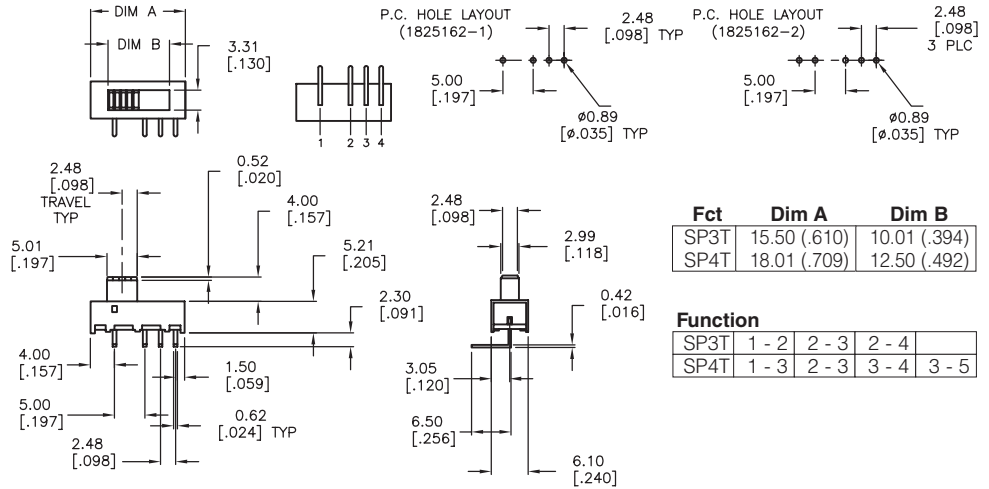 DIM A
DIM B
3.31
[.130]
1 2 3 4
P.C. HOLE LAYOUT
(1825162-1)
2.48
[.098] TYP
5.00
[.197]
ø0.89
[ø.035] TYP
P.C. HOLE LAYOUT
(1825162-2)
2.48
[.098]
3 PLC
5.00
[.197]
ø0.89
[ø.035] TYP
2.48
[.098]
TRAVEL
TYP
0.52
[.020]
4.00
[.157]
5.01
[.197]
5.21
[.205]
2.30
[.091]
4.00
[.157]
1.50
[.059]
5.00
[.197]
0.62
[.024] TYP
2.48
[.098]
2.48
[.098]
2.99
[.118]
0.42
[.016]
3.05
[.120]
6.50
[.256]
6.10
[.240]
Fct Dim A Dim B
SP3T 15.50 (.610) 10.01 (.394)
SP4T 18.01 (.709) 12.50 (.492)
Function
SP3T 1 - 2 2 - 3 2 - 4
SP4T 1 - 3 2 - 3 3 - 4 3 - 5